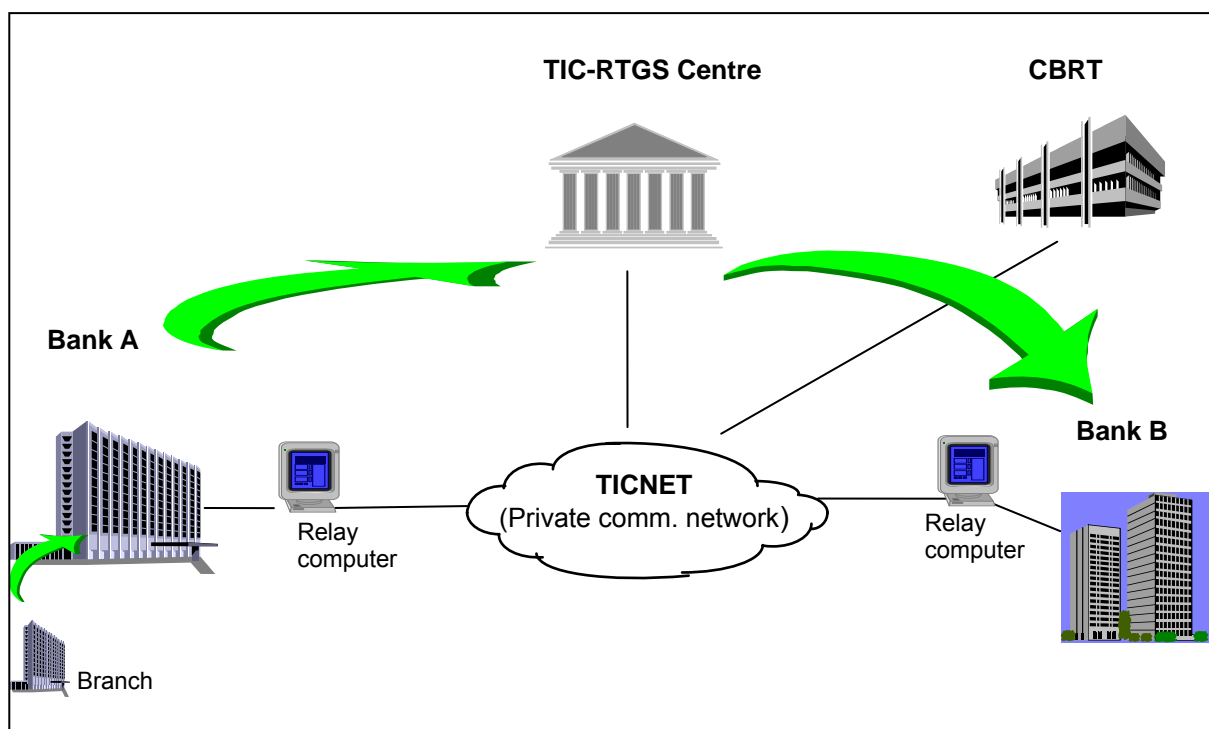 TIC-RTGS Centre
CBRT
Bank A
Bank B
TICNET
(Private comm. network)
Relay
computer
Relay
computer
Branch